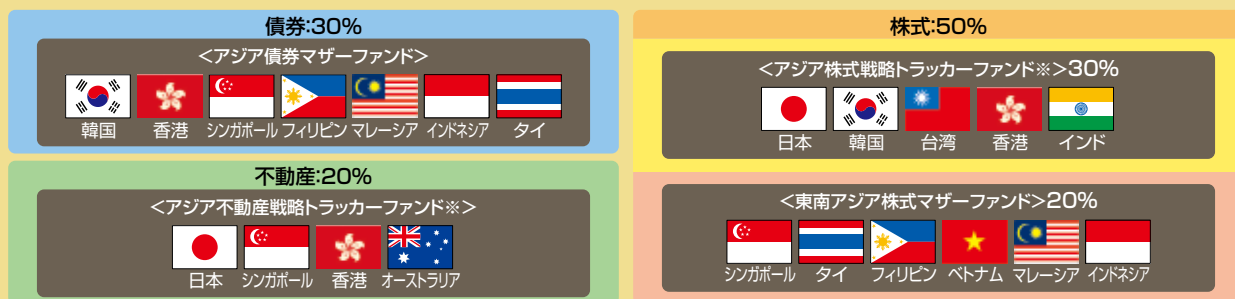 債券:30%
<アジア債券マザーファンド>
韓国 香港 シンガポール フィリピン マレーシア インドネシア タイ
不動産:20%
<アジア不動産戦略トラッカーファンド※>
日本 シンガポール 香港 オーストラリア
株式:50%
<アジア株式戦略トラッカーファンド※>30%
日本 韓国 台湾 香港 インド
<東南アジア株式マザーファンド>20%
シンガポール タイ フィリピン ベトナム マレーシア インドネシア